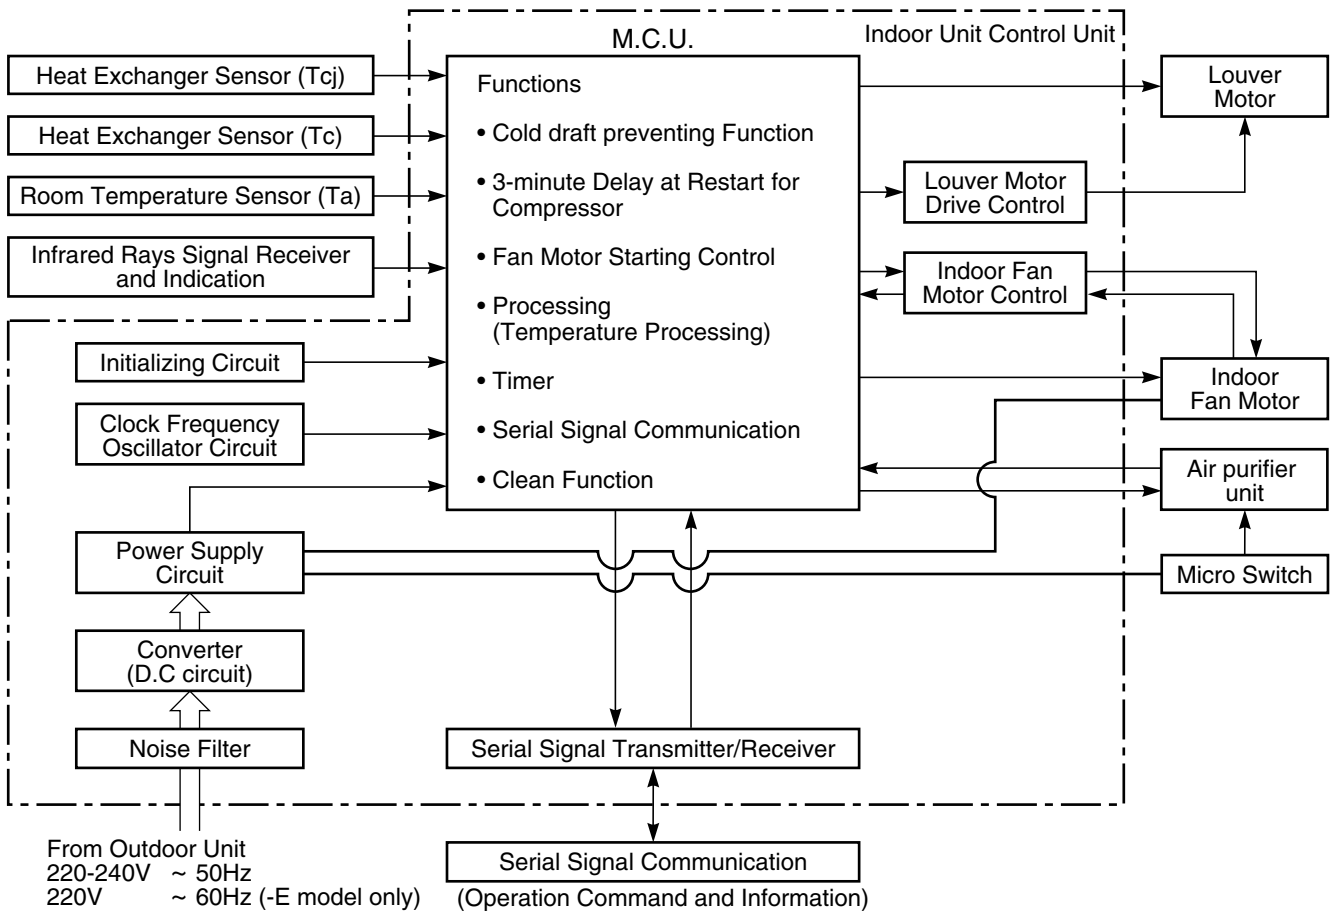 M.C.U.
Indoor Unit Control Unit
Heat Exchanger Sensor (Tcj)
Heat Exchanger Sensor (Tc)
Room Temperature Sensor (Ta)
Infrared Rays Signal Receiver
and Indication
Initializing Circuit
Clock Frequency
Oscillator Circuit
Power Supply
Circuit
Converter
(D.C circuit)
Noise Filter
From Outdoor Unit
220-240V ~ 50Hz
220V ~ 60Hz (-E model only)
Functions
• Cold draft preventing Function
• 3-minute Delay at Restart for
Compressor
• Fan Motor Starting Control
• Processing
(Temperature Processing)
• Timer
• Serial Signal Communication
• Clean Function
Serial Signal Transmitter/Receiver
Serial Signal Communication
(Operation Command and Information)
Louver Motor
Drive Control
Indoor Fan
Motor Control
Louver
Motor
Indoor
Fan Motor
Air purifier
unit
Micro Switch